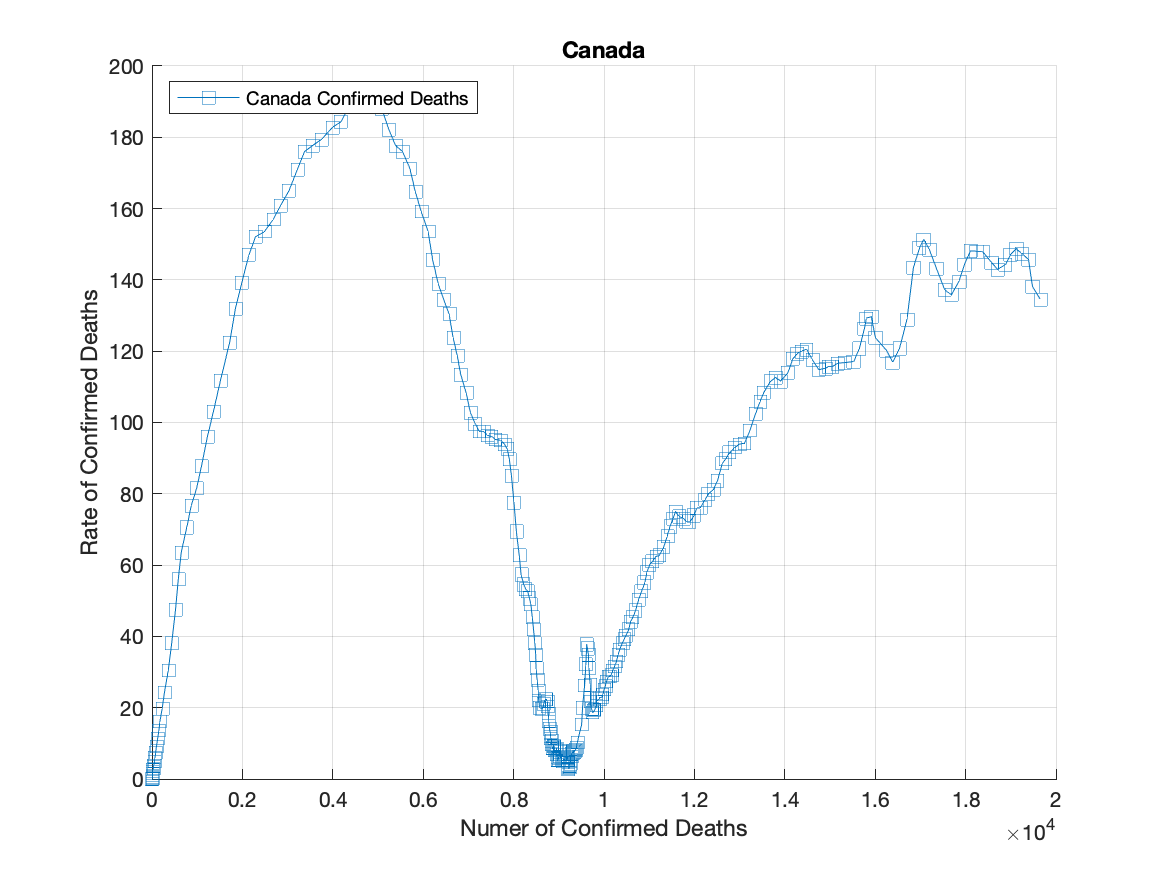 Canada
Canada Confirmed Deaths
200
180
160
140
120
100
80
60
40
20
0
Rate of Confirmed Deaths
0 0.2 0.4 0.6 0.8 1 1.2 1.4 1.6 1.8 2
Numer of Confirmed Deaths
×10^4